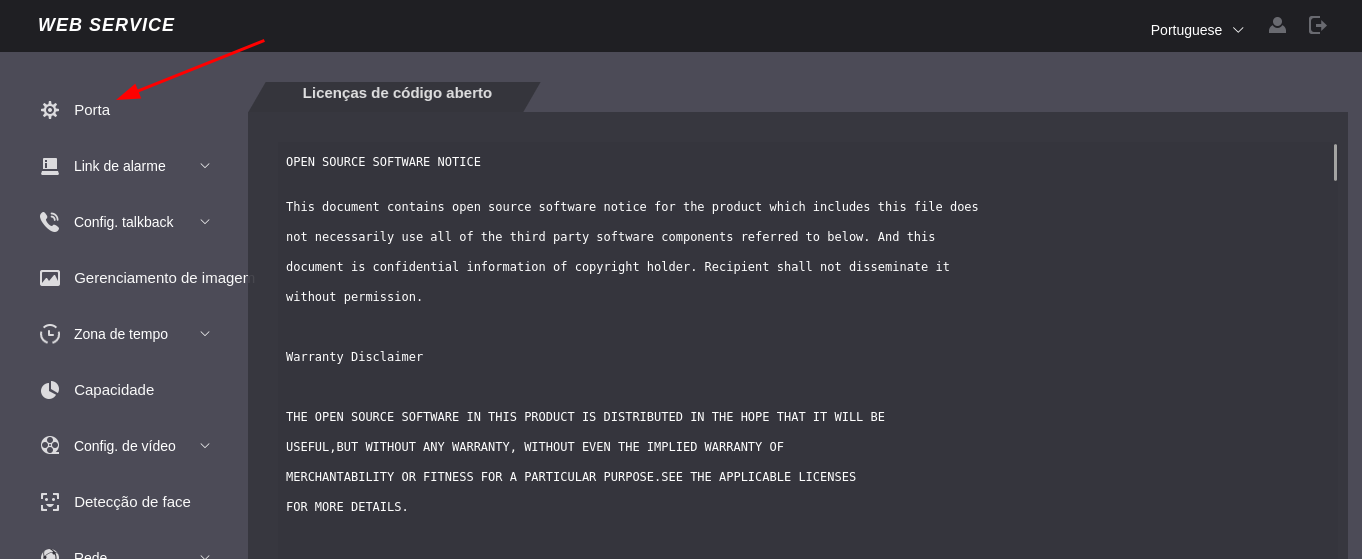 WEB SERVICE
Portuguese
Porta
Link de alarme
Config. talkback
Gerenciamento de imagem
Zona de tempo
Capacidade
Config. de vídeo
Detecção de face
Rede
Licenças de código aberto
OPEN SOURCE SOFTWARE NOTICE
This document contains open source software notice for the product which includes this file does
not necessarily use all of the third party software components referred to below. And this
document is confidential information of copyright holder. Recipient shall not disseminate it
without permission.
Warranty Disclaimer
THE OPEN SOURCE SOFTWARE IN THIS PRODUCT IS DISTRIBUTED IN THE HOPE THAT IT WILL BE
USEFUL,BUT WITHOUT ANY WARRANTY, WITHOUT EVEN THE IMPLIED WARRANTY OF
MERCHANTABILITY OR FITNESS FOR A PARTICULAR PURPOSE.SEE THE APPLICABLE LICENSES
FOR MORE DETAILS.